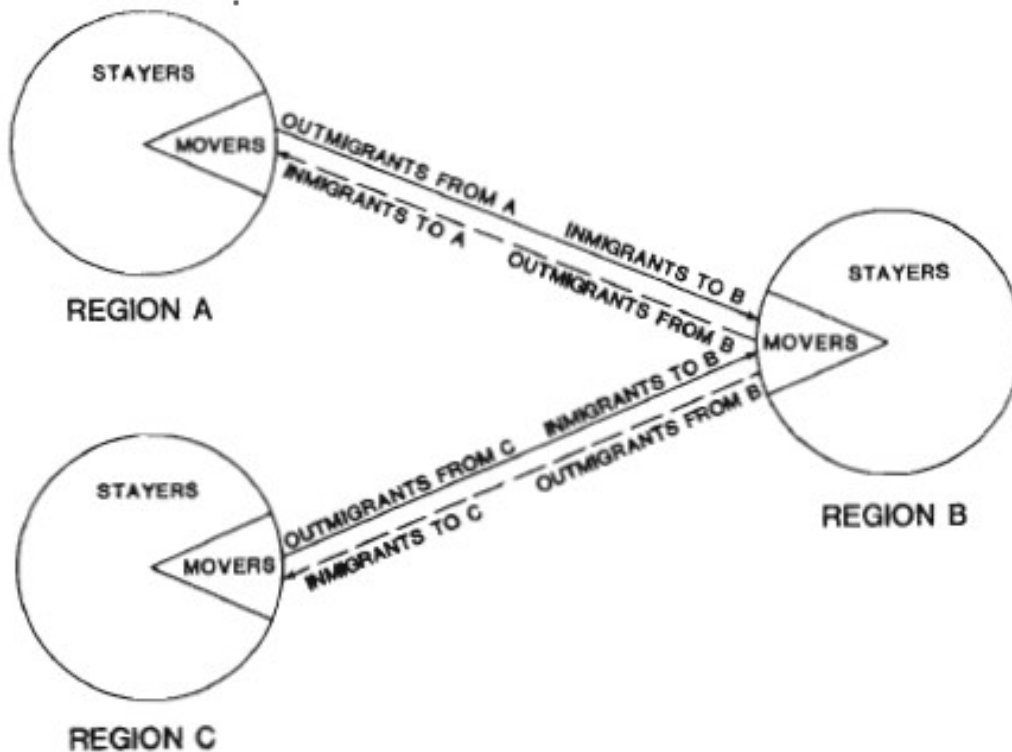 STAYERS
MOVERS
REGION A
OUTMIGRANTS FROM A
INMIGRANTS TO B
INMIGRANTS TO A
OUTMIGRANTS FROM B
STAYERS
MOVERS
REGION B
OUTMIGRANTS FROM C
INMIGRANTS TO B
INMIGRANTS TO C
OUTMIGRANTS FROM B
STAYERS
MOVERS
REGION C